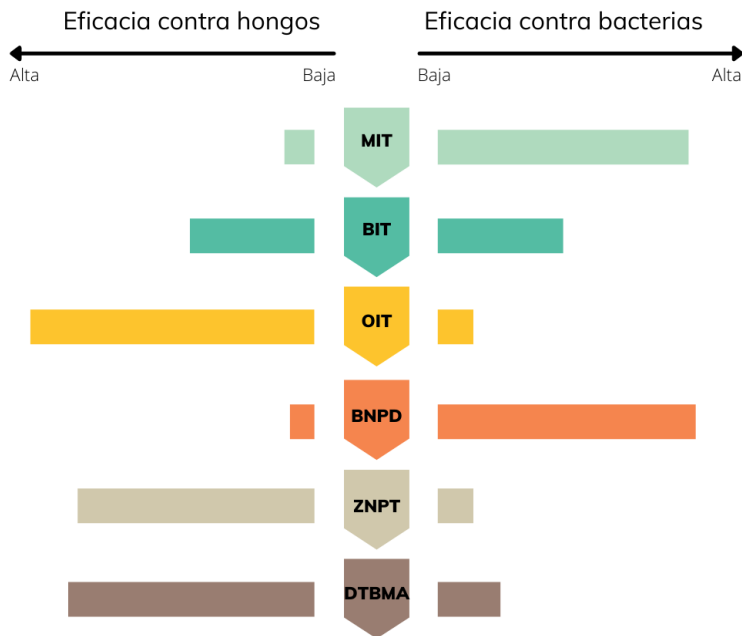 Eficacia contra hongos
Eficacia contra bacterias
Alta
Baja
Baja
Alta
MIT
BIT
OIT
BNPD
ZNPT
DTBMA